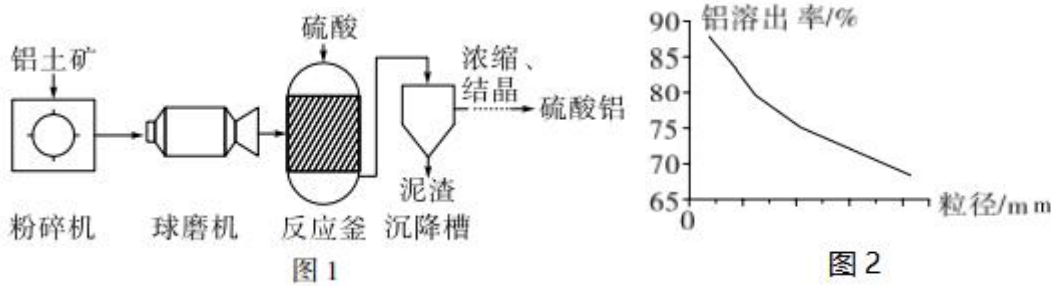 硫酸
铝土矿
浓缩、
结晶
硫酸铝
泥渣
粉碎机
球磨机
反应釜
沉降槽
图1
铝溶出率/%
90
85
80
75
70
65
0
粒径/mm
图2